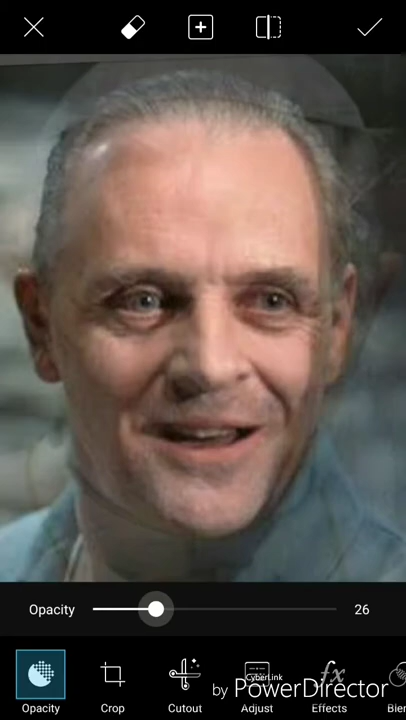 Opacity
26
Opacity
Crop
Cutout
Adjust
Effects
CyberLink
by PowerDirector